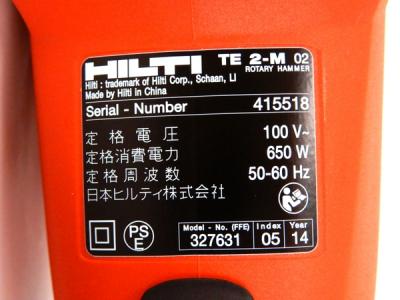 HILTI TE 2-M 02
ROTARY HAMMER
Hilti : trademark of Hilti Corp., Schaan, LI
Made by Hilti in China
Serial - Number 415518
定格電圧 100 V~
定格消費電力 650 W
定格周波数 50-60 Hz
日本ヒルティ株式会社
PS E
Model - No. (FFE) Index Year
327631 05 14